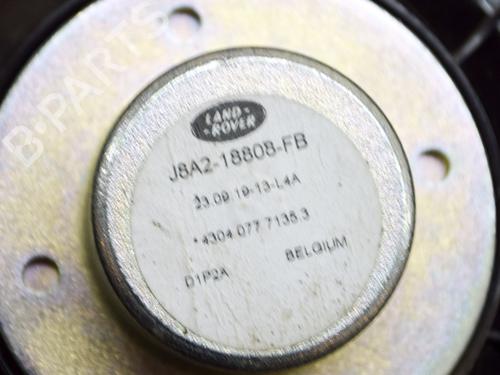 LAND
ROVER
J8A2-18808-FB
23.09.19-13-L4A
*4304 077 7135.3
D1P2A BELGIUM
B-PARTS